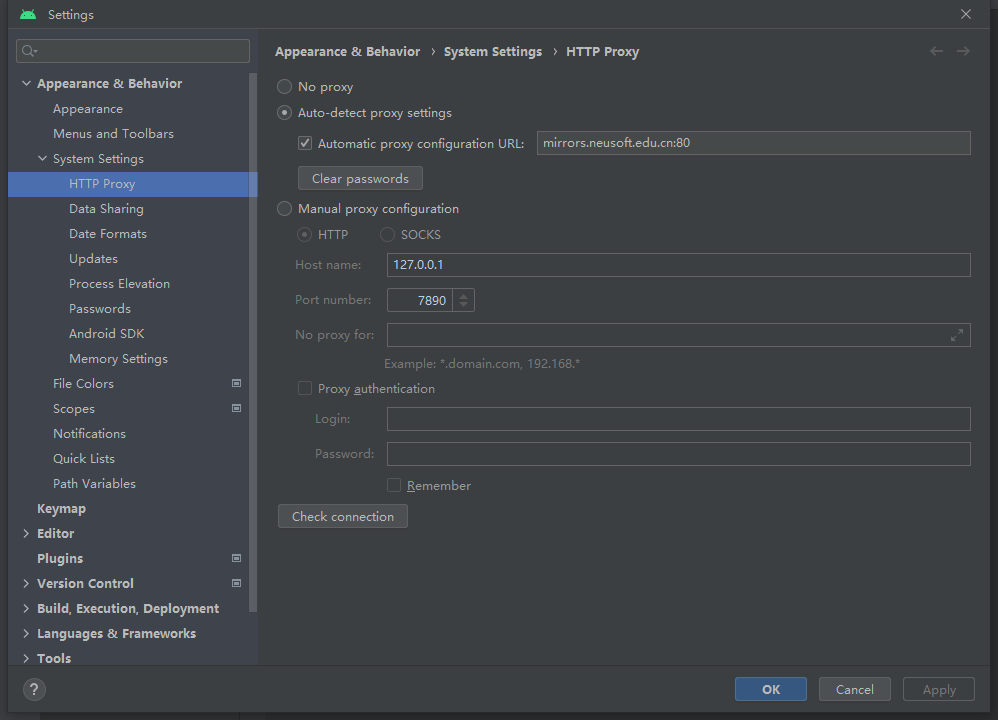 Settings
Appearance & Behavior
Appearance
Menus and Toolbars
System Settings
HTTP Proxy
Data Sharing
Date Formats
Updates
Process Elevation
Passwords
Android SDK
Memory Settings
File Colors
Scopes
Notifications
Quick Lists
Path Variables
Keymap
Editor
Plugins
Version Control
Build, Execution, Deployment
Languages & Frameworks
Tools
Appearance & Behavior › System Settings › HTTP Proxy
No proxy
Auto-detect proxy settings
Automatic proxy configuration URL: mirrors.neusoft.edu.cn:80
Clear passwords
Manual proxy configuration
HTTP SOCKS
Host name: 127.0.0.1
Port number: 7890
No proxy for:
Example: *.domain.com, 192.168.*
Proxy authentication
Login:
Password:
Remember
Check connection
? OK Cancel Apply